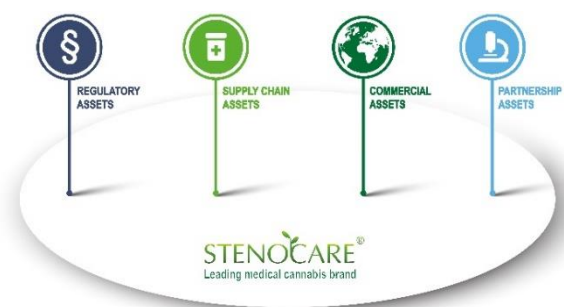 §
REGULATORY
ASSETS
SUPPLY CHAIN
ASSETS
COMMERCIAL
ASSETS
PARTNERSHIP
ASSETS
STENOCARE®
Leading medical cannabis brand